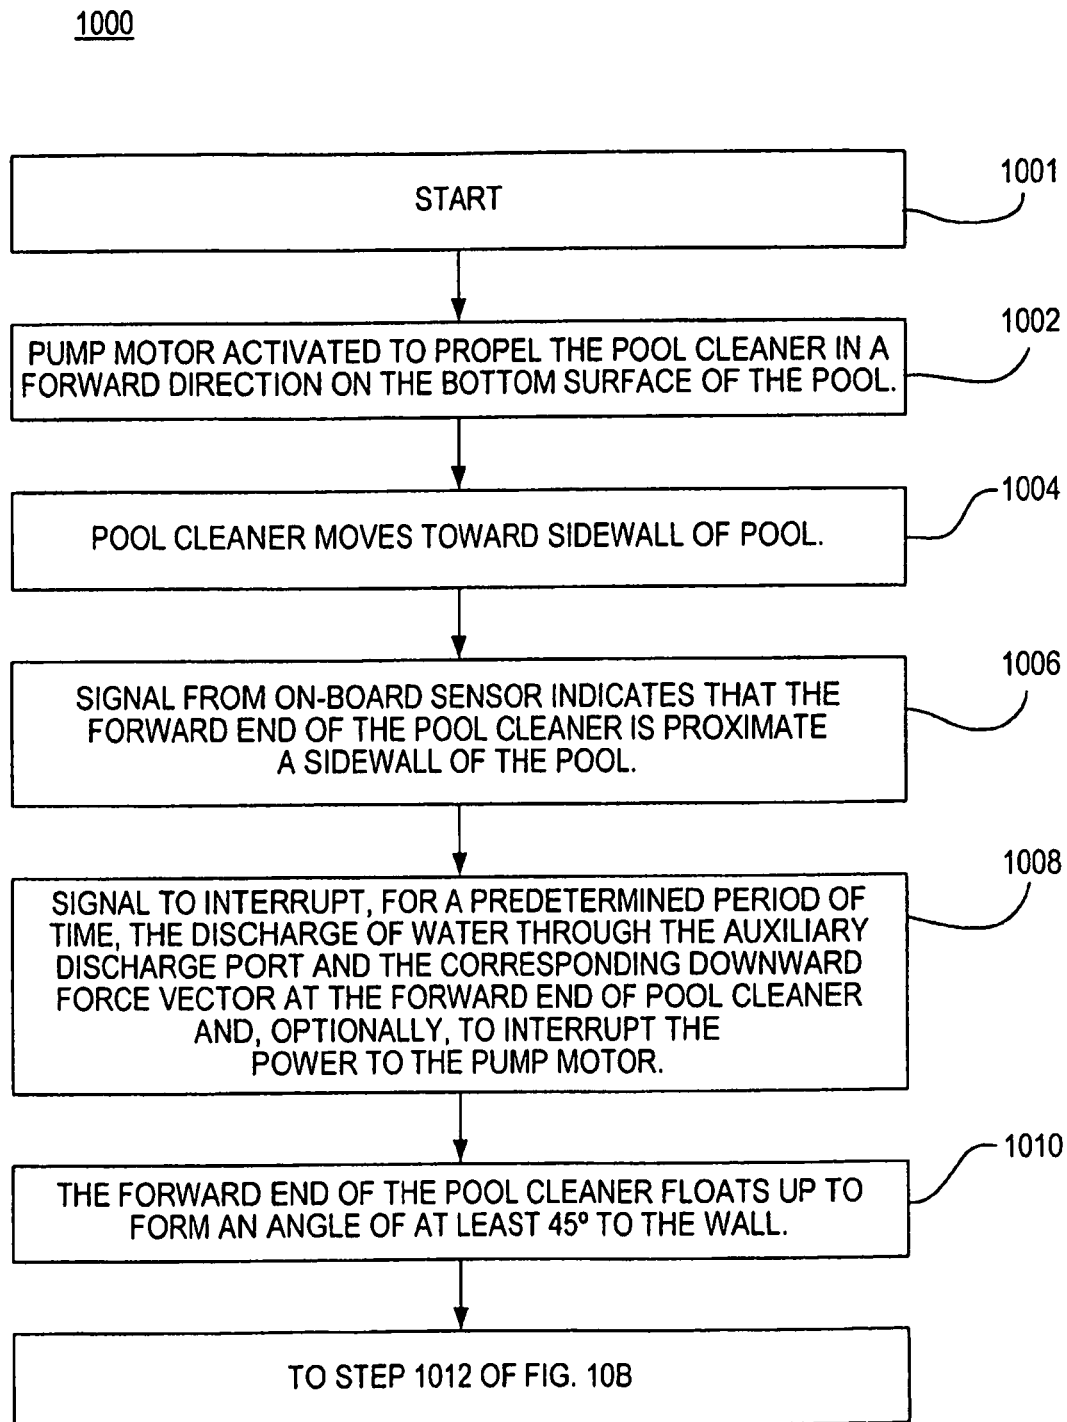 1000
START
1001
PUMP MOTOR ACTIVATED TO PROPEL THE POOL CLEANER IN A
FORWARD DIRECTION ON THE BOTTOM SURFACE OF THE POOL.
1002
POOL CLEANER MOVES TOWARD SIDEWALL OF POOL.
1004
SIGNAL FROM ON-BOARD SENSOR INDICATES THAT THE
FORWARD END OF THE POOL CLEANER IS PROXIMATE
A SIDEWALL OF THE POOL.
1006
SIGNAL TO INTERRUPT, FOR A PREDETERMINED PERIOD OF
TIME, THE DISCHARGE OF WATER THROUGH THE AUXILIARY
DISCHARGE PORT AND THE CORRESPONDING DOWNWARD
FORCE VECTOR AT THE FORWARD END OF POOL CLEANER
AND, OPTIONALLY, TO INTERRUPT THE
POWER TO THE PUMP MOTOR.
1008
THE FORWARD END OF THE POOL CLEANER FLOATS UP TO
FORM AN ANGLE OF AT LEAST 45º TO THE WALL.
1010
TO STEP 1012 OF FIG. 10B